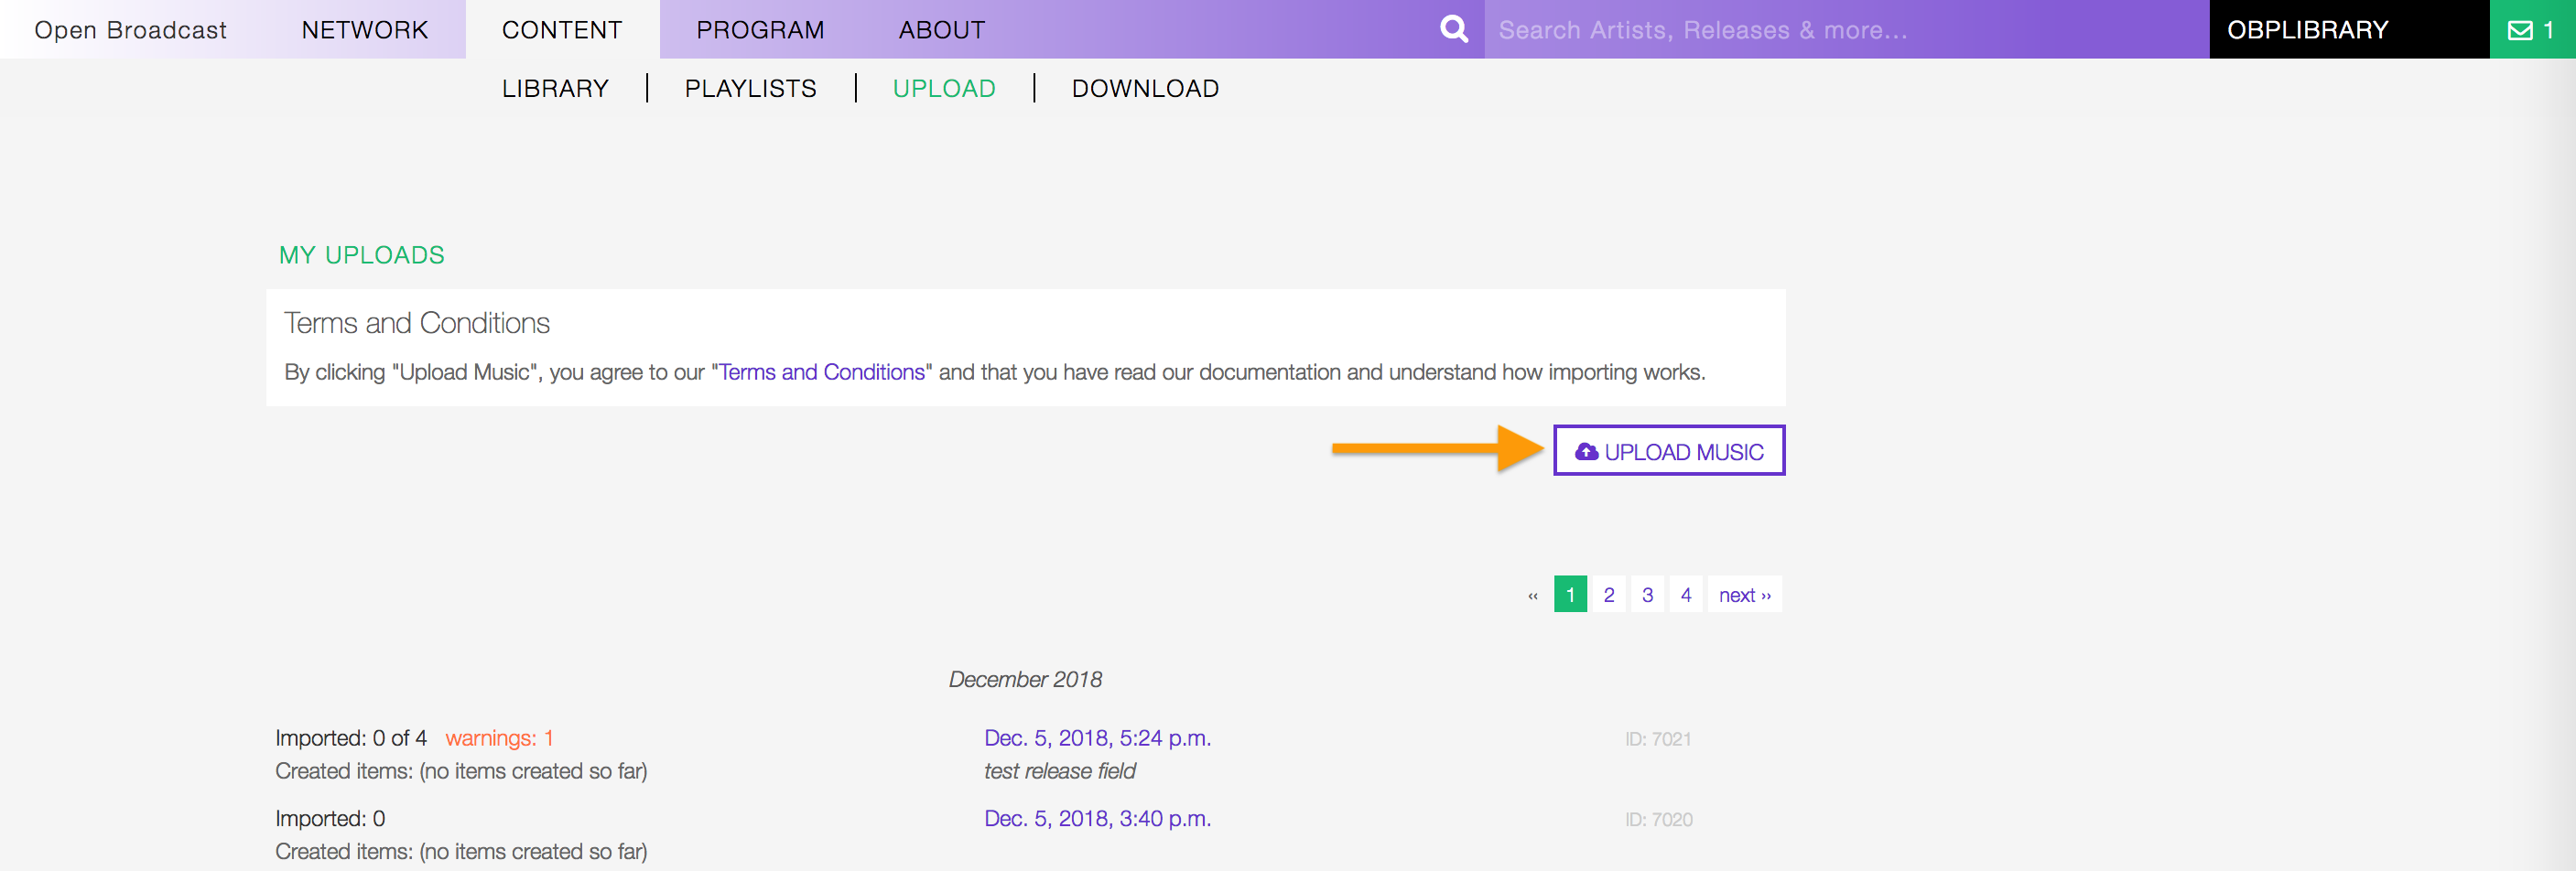 Open Broadcast NETWORK CONTENT PROGRAM ABOUT Search Artists, Releases & more... OBPLIBRARY 1
LIBRARY PLAYLISTS UPLOAD DOWNLOAD
MY UPLOADS
Terms and Conditions
By clicking "Upload Music", you agree to our "Terms and Conditions" and that you have read our documentation and understand how importing works.
UPLOAD MUSIC
‹‹ 1 2 3 4 next ››
December 2018
Imported: 0 of 4 warnings: 1 Dec. 5, 2018, 5:24 p.m. ID: 7021
Created items: (no items created so far) test release field
Imported: 0 Dec. 5, 2018, 3:40 p.m. ID: 7020
Created items: (no items created so far)